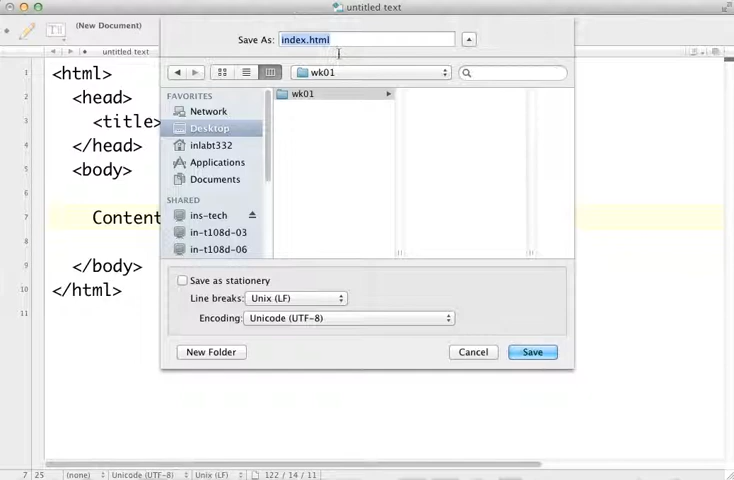 untitled text
(New Document)
untitled text
Save As: index.html
wk01
FAVORITES
Network
Desktop
inlabt332
Applications
Documents
SHARED
ins-tech
in-t108d-03
in-t108d-06
wk01
Save as stationery
Line breaks: Unix (LF)
Encoding: Unicode (UTF-8)
New Folder
Cancel
Save
1 <html>
2 <head>
3 <title>
4 </head>
5 <body>
6
7 Content
8
9 </body>
10 </html>
11
7 25 (none) Unicode (UTF-8) Unix (LF) 122 / 14 / 11